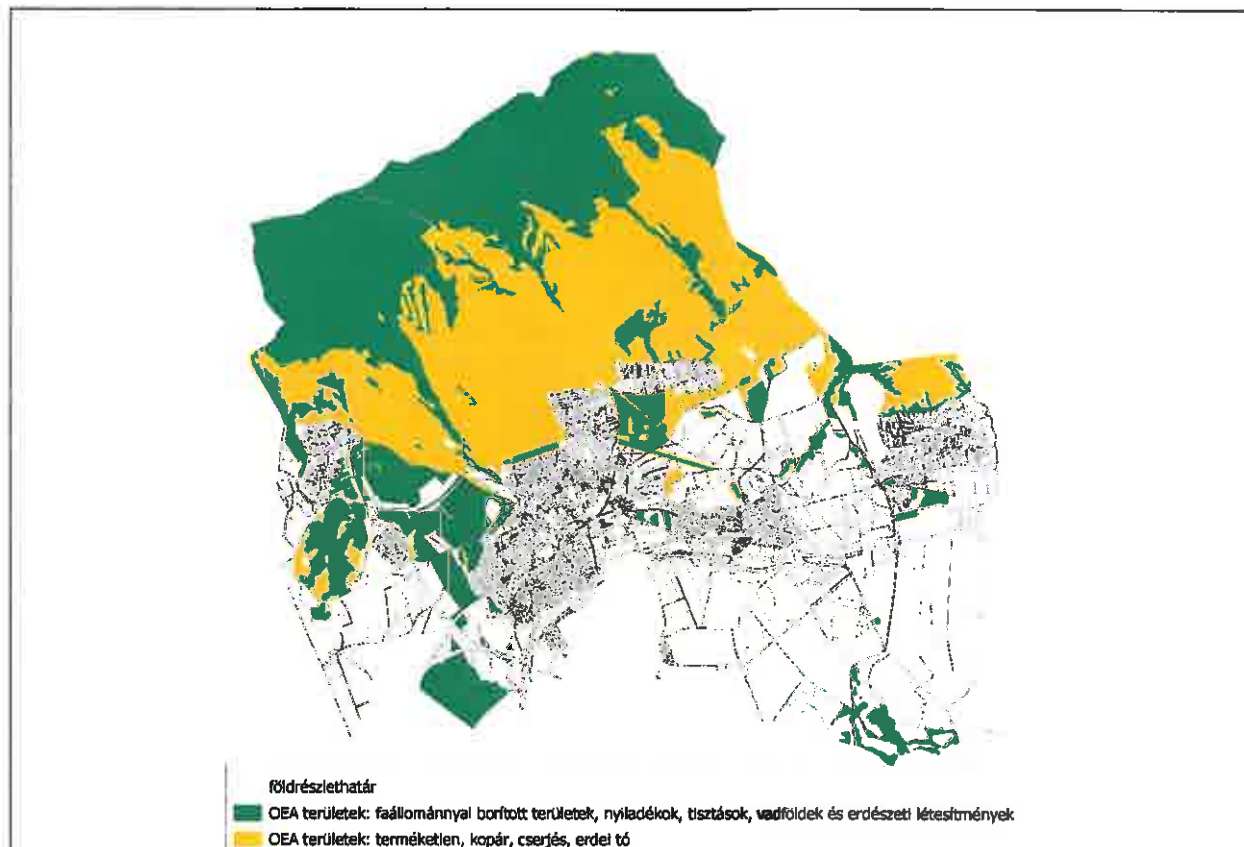 földrészlethatár
OEA területek: faállománnyal borított területek, nyiladékok, tisztások, vadföldek és erdészeti létesítmények
OEA területek: terméketlen, kopár, cserjés, erdei tó